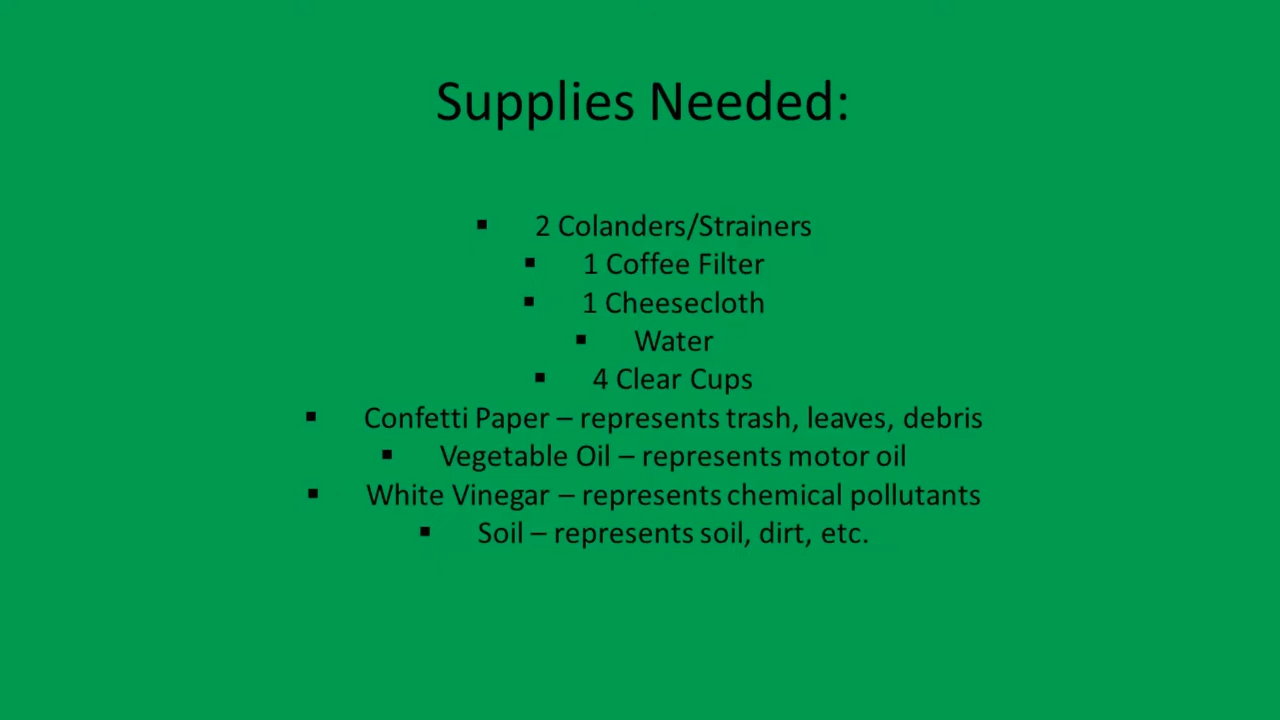 Supplies Needed:
▪ 2 Colanders/Strainers
▪ 1 Coffee Filter
▪ 1 Cheesecloth
▪ Water
▪ 4 Clear Cups
▪ Confetti Paper – represents trash, leaves, debris
▪ Vegetable Oil – represents motor oil
▪ White Vinegar – represents chemical pollutants
▪ Soil – represents soil, dirt, etc.